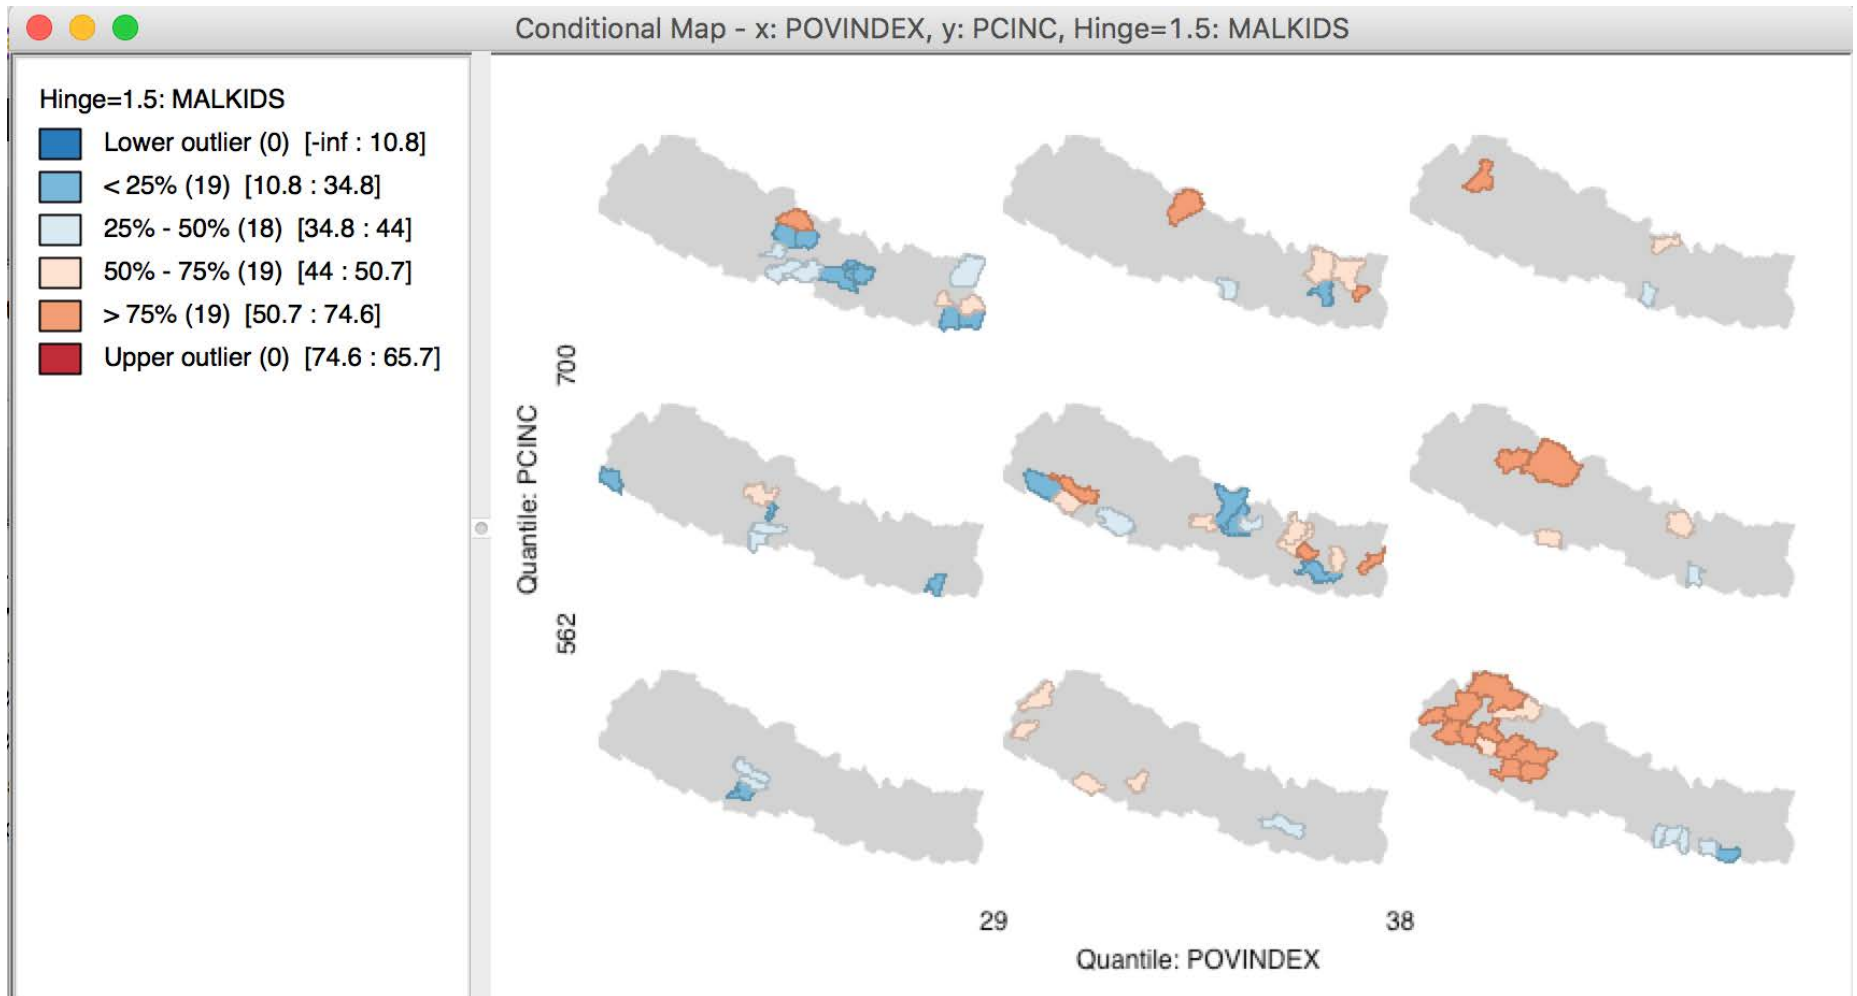 Conditional Map - x: POVINDEX, y: PCINC, Hinge=1.5: MALKIDS
Hinge=1.5: MALKIDS
Lower outlier (0) [-inf : 10.8]
< 25% (19) [10.8 : 34.8]
25% - 50% (18) [34.8 : 44]
50% - 75% (19) [44 : 50.7]
> 75% (19) [50.7 : 74.6]
Upper outlier (0) [74.6 : 65.7]
700
Quantile: PCINC
562
29
38
Quantile: POVINDEX